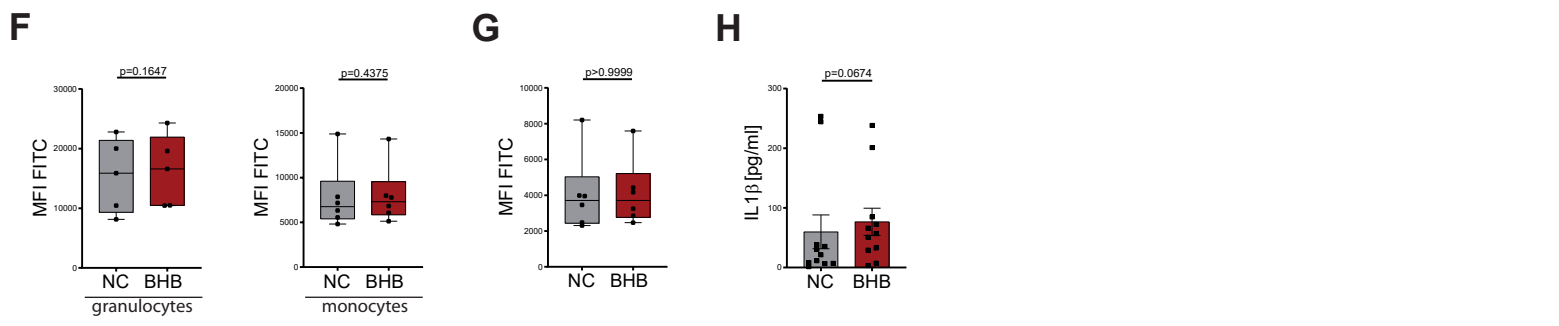 F
G
H
p=0.1647
MFI FITC
30000
20000
10000
0
NC BHB
granulocytes
p=0.4375
MFI FITC
20000
15000
10000
5000
0
NC BHB
monocytes
p>0.9999
MFI FITC
10000
8000
6000
4000
2000
0
NC BHB
p=0.0674
IL1β [pg/ml]
300
200
100
0
NC BHB